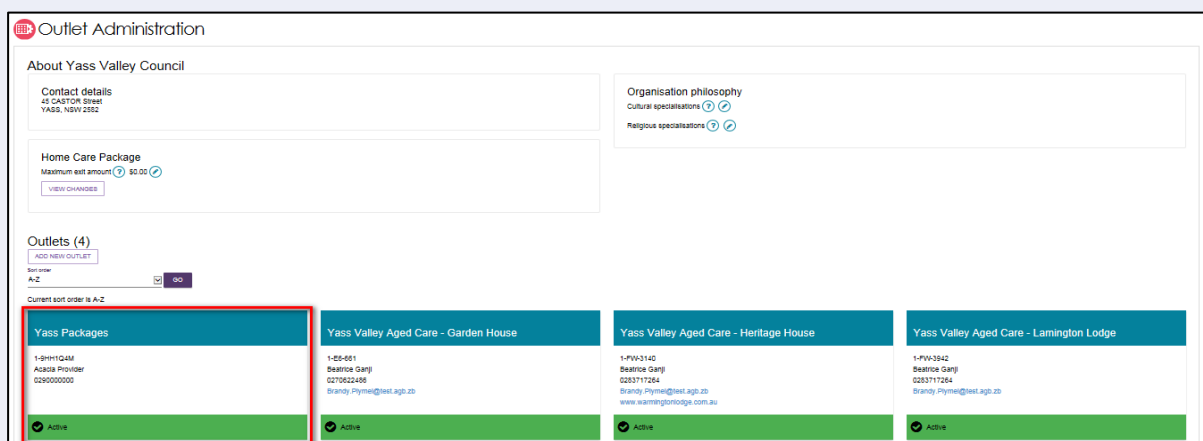 Outlet Administration
About Yass Valley Council
Contact details
45 CASTOR Street
YASS, NSW 2582
Organisation philosophy
Cultural specialisations ?
Religious specialisations ?
Home Care Package
Maximum exit amount ? $0.00
VIEW CHANGES
Outlets (4)
ADD NEW OUTLET
Sort order
A-Z GO
Current sort order is A-Z
Yass Packages
1-9HH1Q4M
Acacia Provider
0290000000
Active
Yass Valley Aged Care - Garden House
1-E6-661
Beatrice Ganji
0270622486
Brandy.Plymel@test.agb.zb
Active
Yass Valley Aged Care - Heritage House
1-FW-3140
Beatrice Ganji
0283717264
Brandy.Plymel@test.agb.zb
www.warmingtonlodge.com.au
Active
Yass Valley Aged Care - Lamington Lodge
1-FW-3942
Beatrice Ganji
0283717264
Brandy.Plymel@test.agb.zb
Active